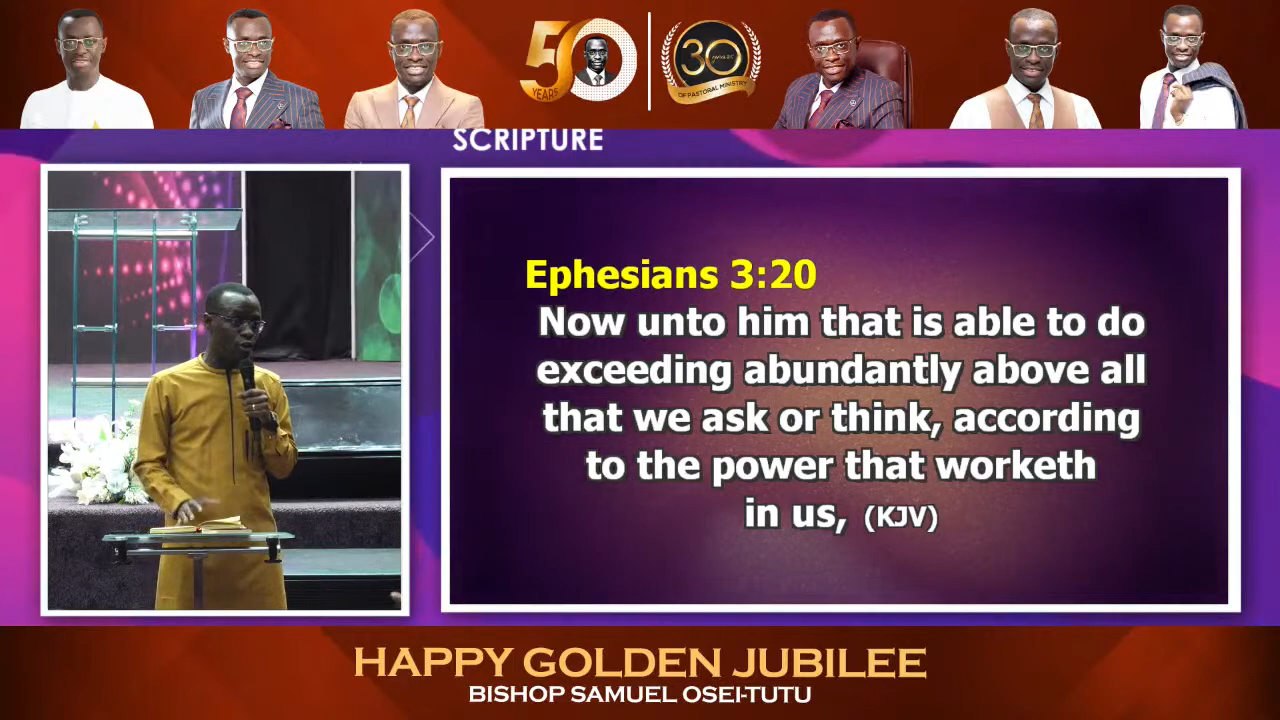 50
YEARS
30
OF PASTORAL MINISTRY
SCRIPTURE
Ephesians 3:20
Now unto him that is able to do
exceeding abundantly above all
that we ask or think, according
to the power that worketh
in us, (KJV)
HAPPY GOLDEN JUBILEE
BISHOP SAMUEL OSEI-TUTU